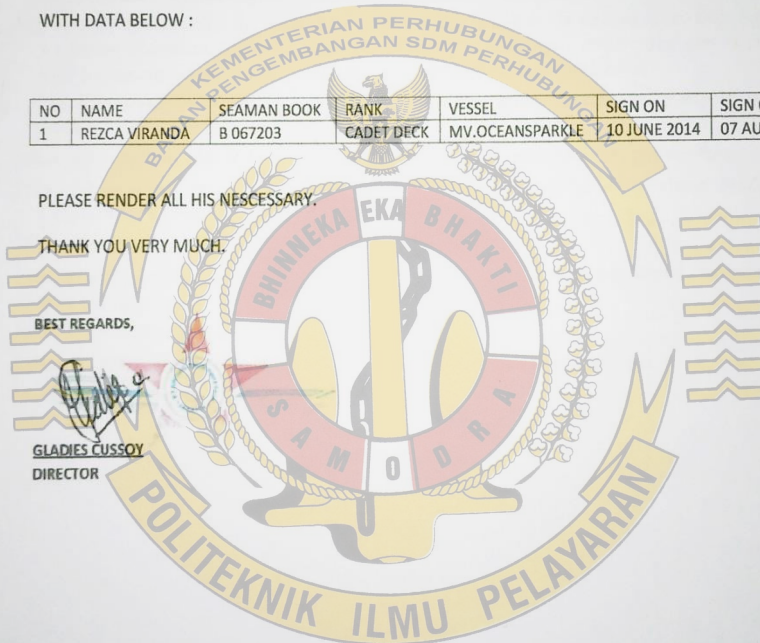 WITH DATA BELOW :
KEMENTERIAN PERHUBUNGAN
BADAN PENGEMBANGAN SDM PERHUBUNGAN
NO NAME SEAMAN BOOK RANK VESSEL SIGN ON SIGN
1 REZCA VIRANDA B 067203 CADET DECK MV.OCEANSPARKLE 10 JUNE 2014 07 AU
PLEASE RENDER ALL HIS NESCESSARY.
THANK YOU VERY MUCH.
BHINNEKA EKA BHAKTI
SAMODRA
BEST REGARDS,
GLADIES CUSSOY
DIRECTOR
POLITEKNIK ILMU PELAYARAN